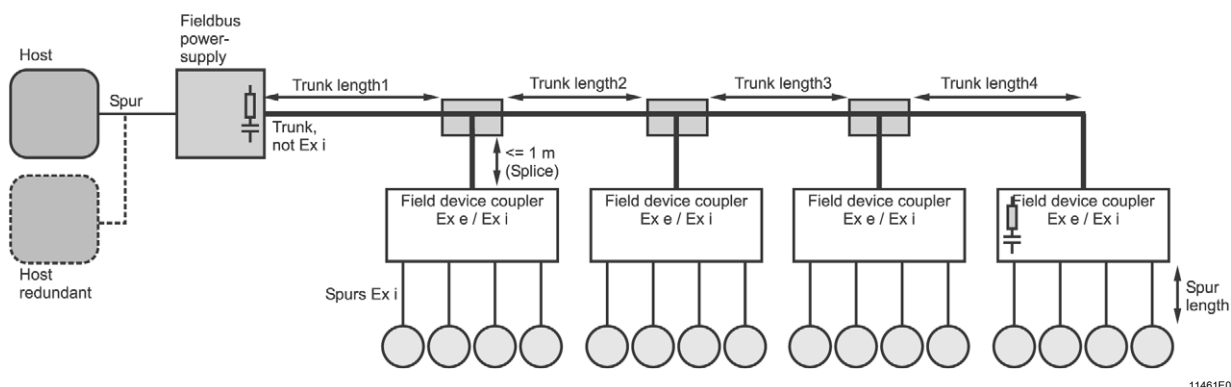 Host
Spur
Host
redundant
Fieldbus
power-
supply
Trunk,
not Ex i
Trunk length1
Trunk length2
Trunk length3
Trunk length4
<= 1 m
(Splice)
Field device coupler
Ex e / Ex i
Field device coupler
Ex e / Ex i
Field device coupler
Ex e / Ex i
Field device coupler
Ex e / Ex i
Spurs Ex i
Spur
length